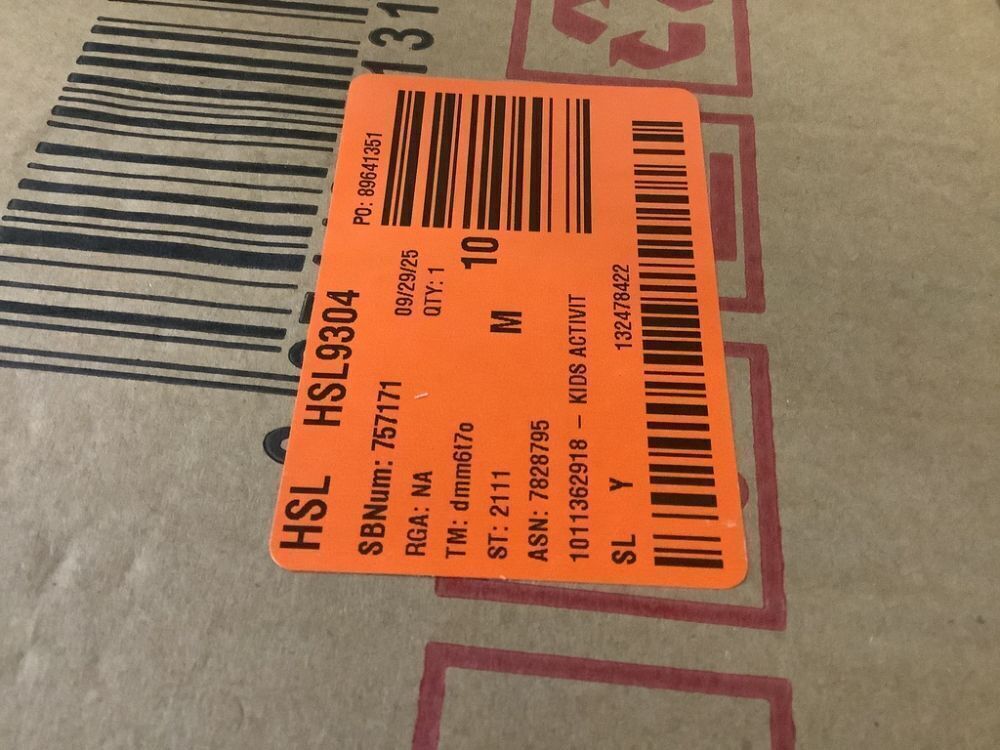 131
HSL HSL9304
PO: 89641351
SBNum: 757171 09/29/25
RGA: NA QTY: 1
TM: dmm6t7o
10
ST: 2111 M
ASN: 7828795
1011362918 – KIDS ACTIVIT
SL Y 132478422